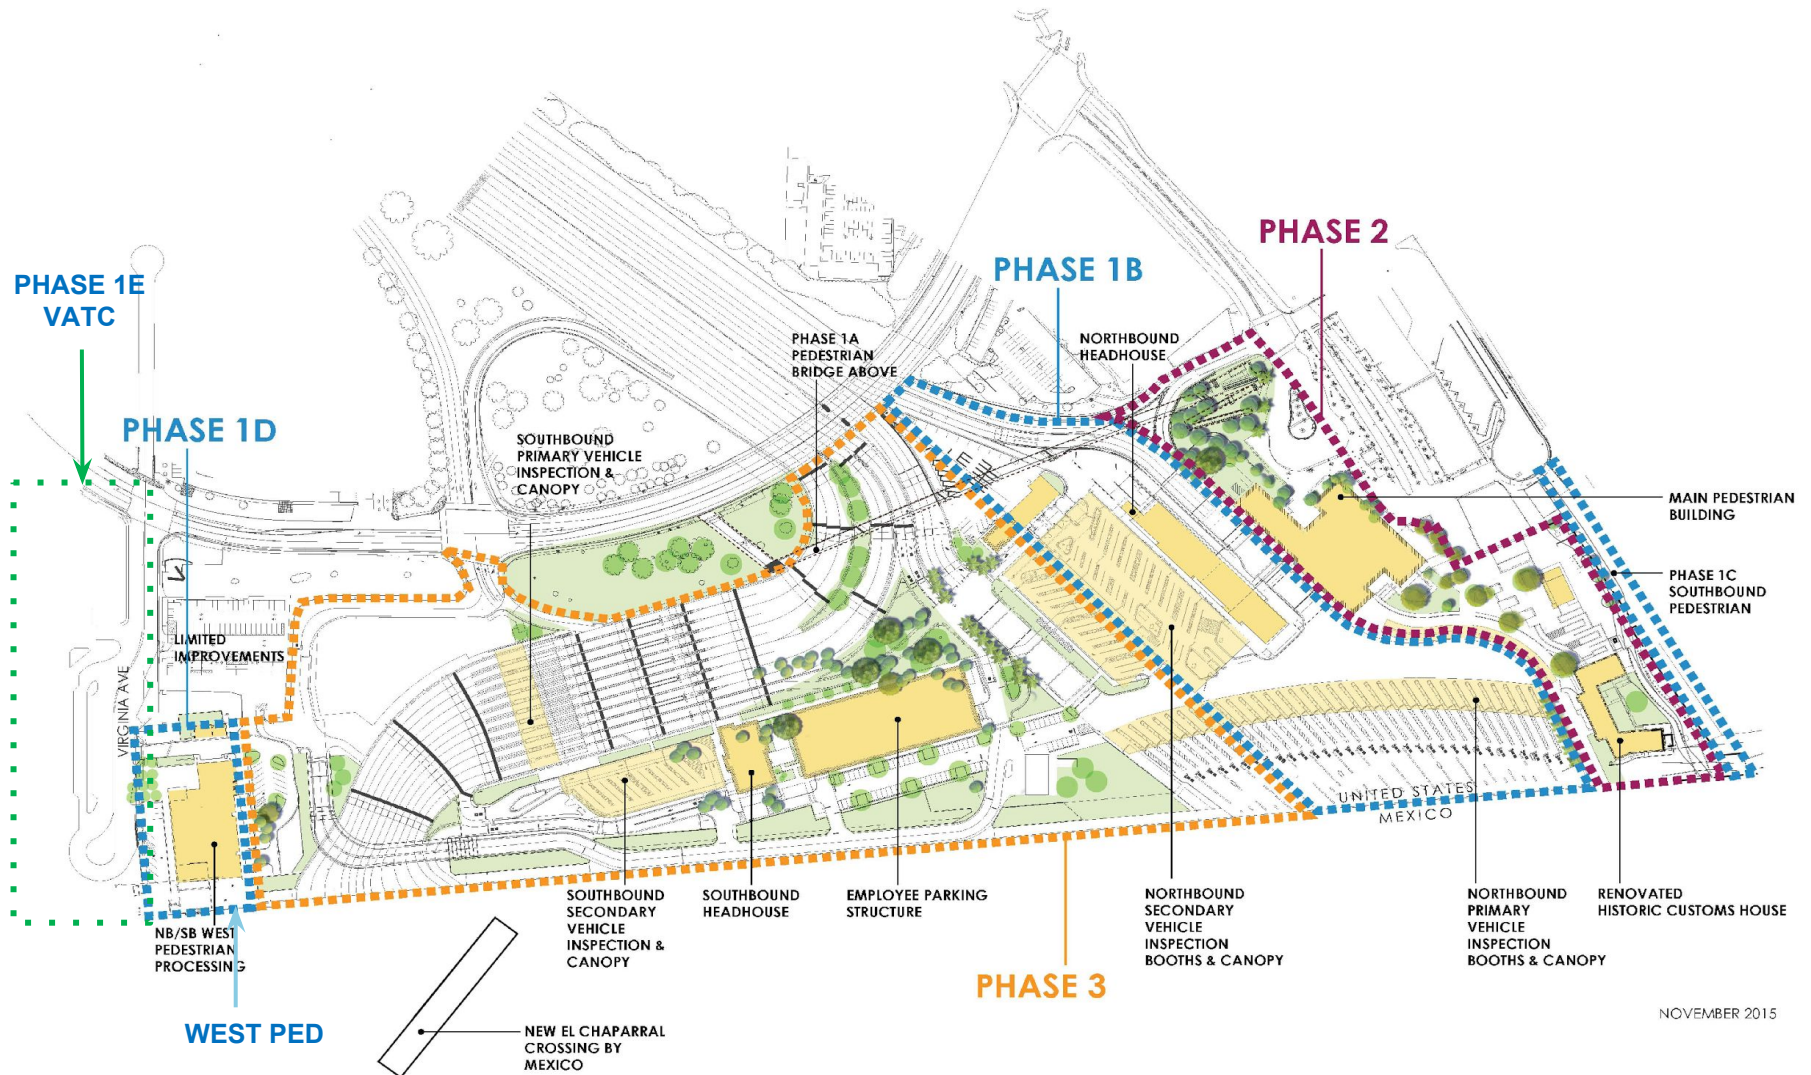 PHASE 2
PHASE 1B
PHASE 1E
VATC
PHASE 1A
PEDESTRIAN
BRIDGE ABOVE
NORTHBOUND
HEADHOUSE
PHASE 1D
SOUTHBOUND
PRIMARY VEHICLE
INSPECTION &
CANOPY
MAIN PEDESTRIAN
BUILDING
PHASE 1C
SOUTHBOUND
PEDESTRIAN
LIMITED
IMPROVEMENTS
VIRGINIA AVE
UNITED STATES
MEXICO
NB/SB WEST
PEDESTRIAN
PROCESSING
SOUTHBOUND
SECONDARY
VEHICLE
INSPECTION &
CANOPY
SOUTHBOUND
HEADHOUSE
EMPLOYEE PARKING
STRUCTURE
NORTHBOUND
SECONDARY
VEHICLE
INSPECTION
BOOTHS & CANOPY
NORTHBOUND
PRIMARY
VEHICLE
INSPECTION
BOOTHS & CANOPY
RENOVATED
HISTORIC CUSTOMS HOUSE
PHASE 3
WEST PED
NEW EL CHAPARRAL
CROSSING BY
MEXICO
NOVEMBER 2015